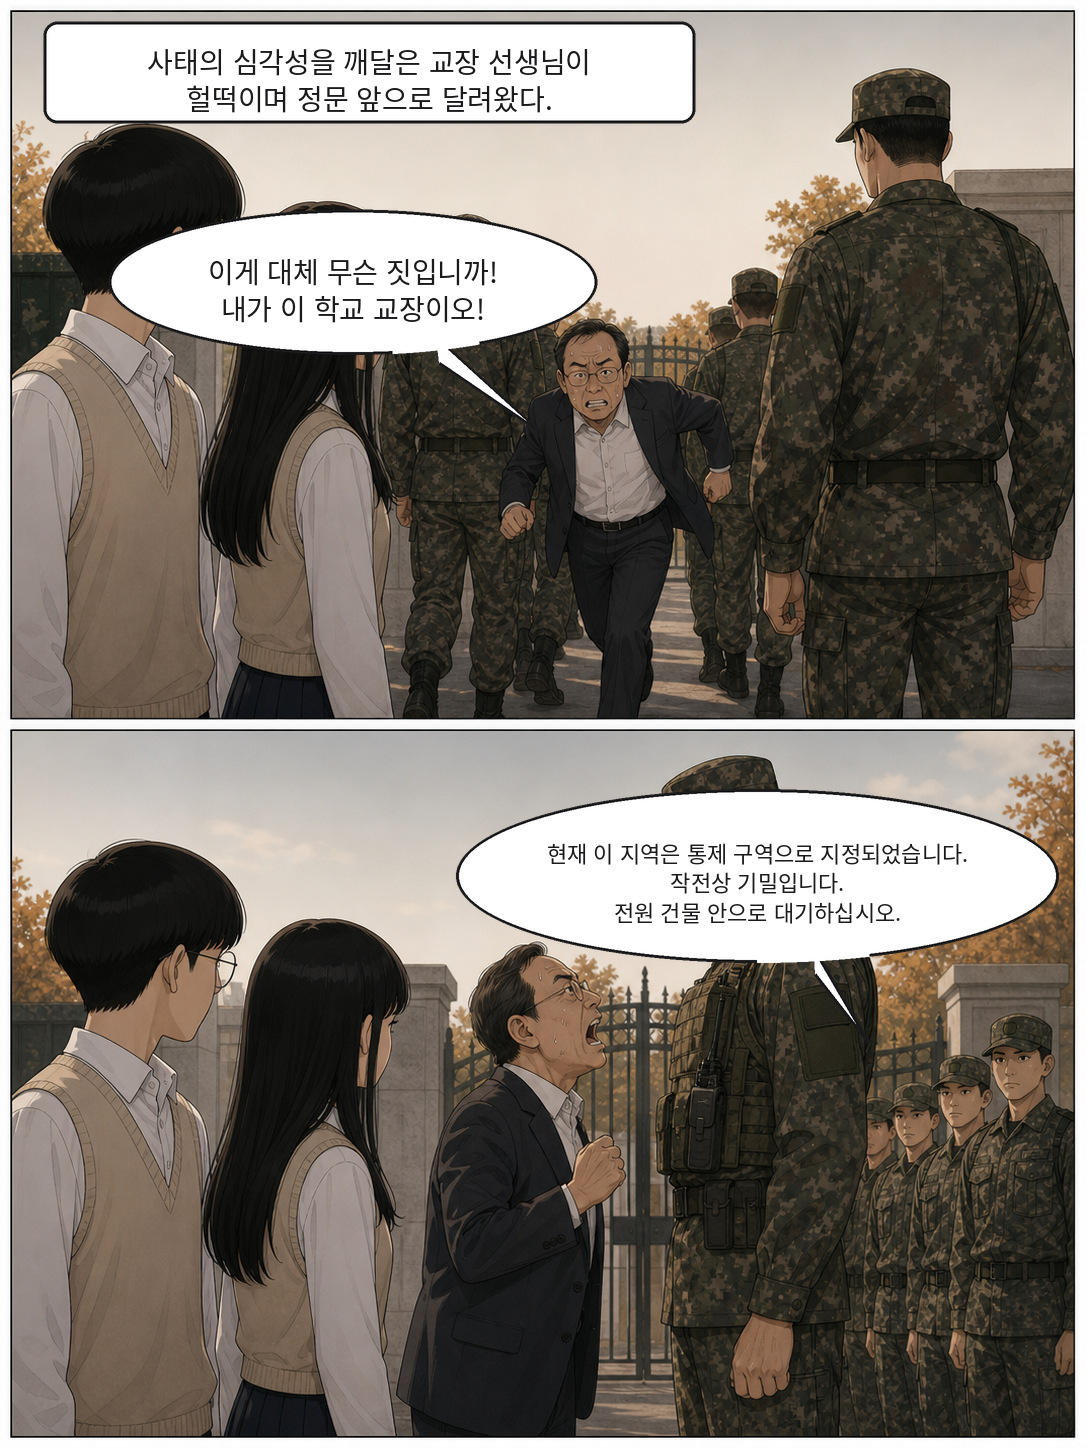 사태의 심각성을 깨달은 교장 선생님이
헐떡이며 정문 앞으로 달려왔다.
이게 대체 무슨 짓입니까!
내가 이 학교 교장이오!
현재 이 지역은 통제 구역으로 지정되었습니다.
작전상 기밀입니다.
전원 건물 안으로 대기하십시오.